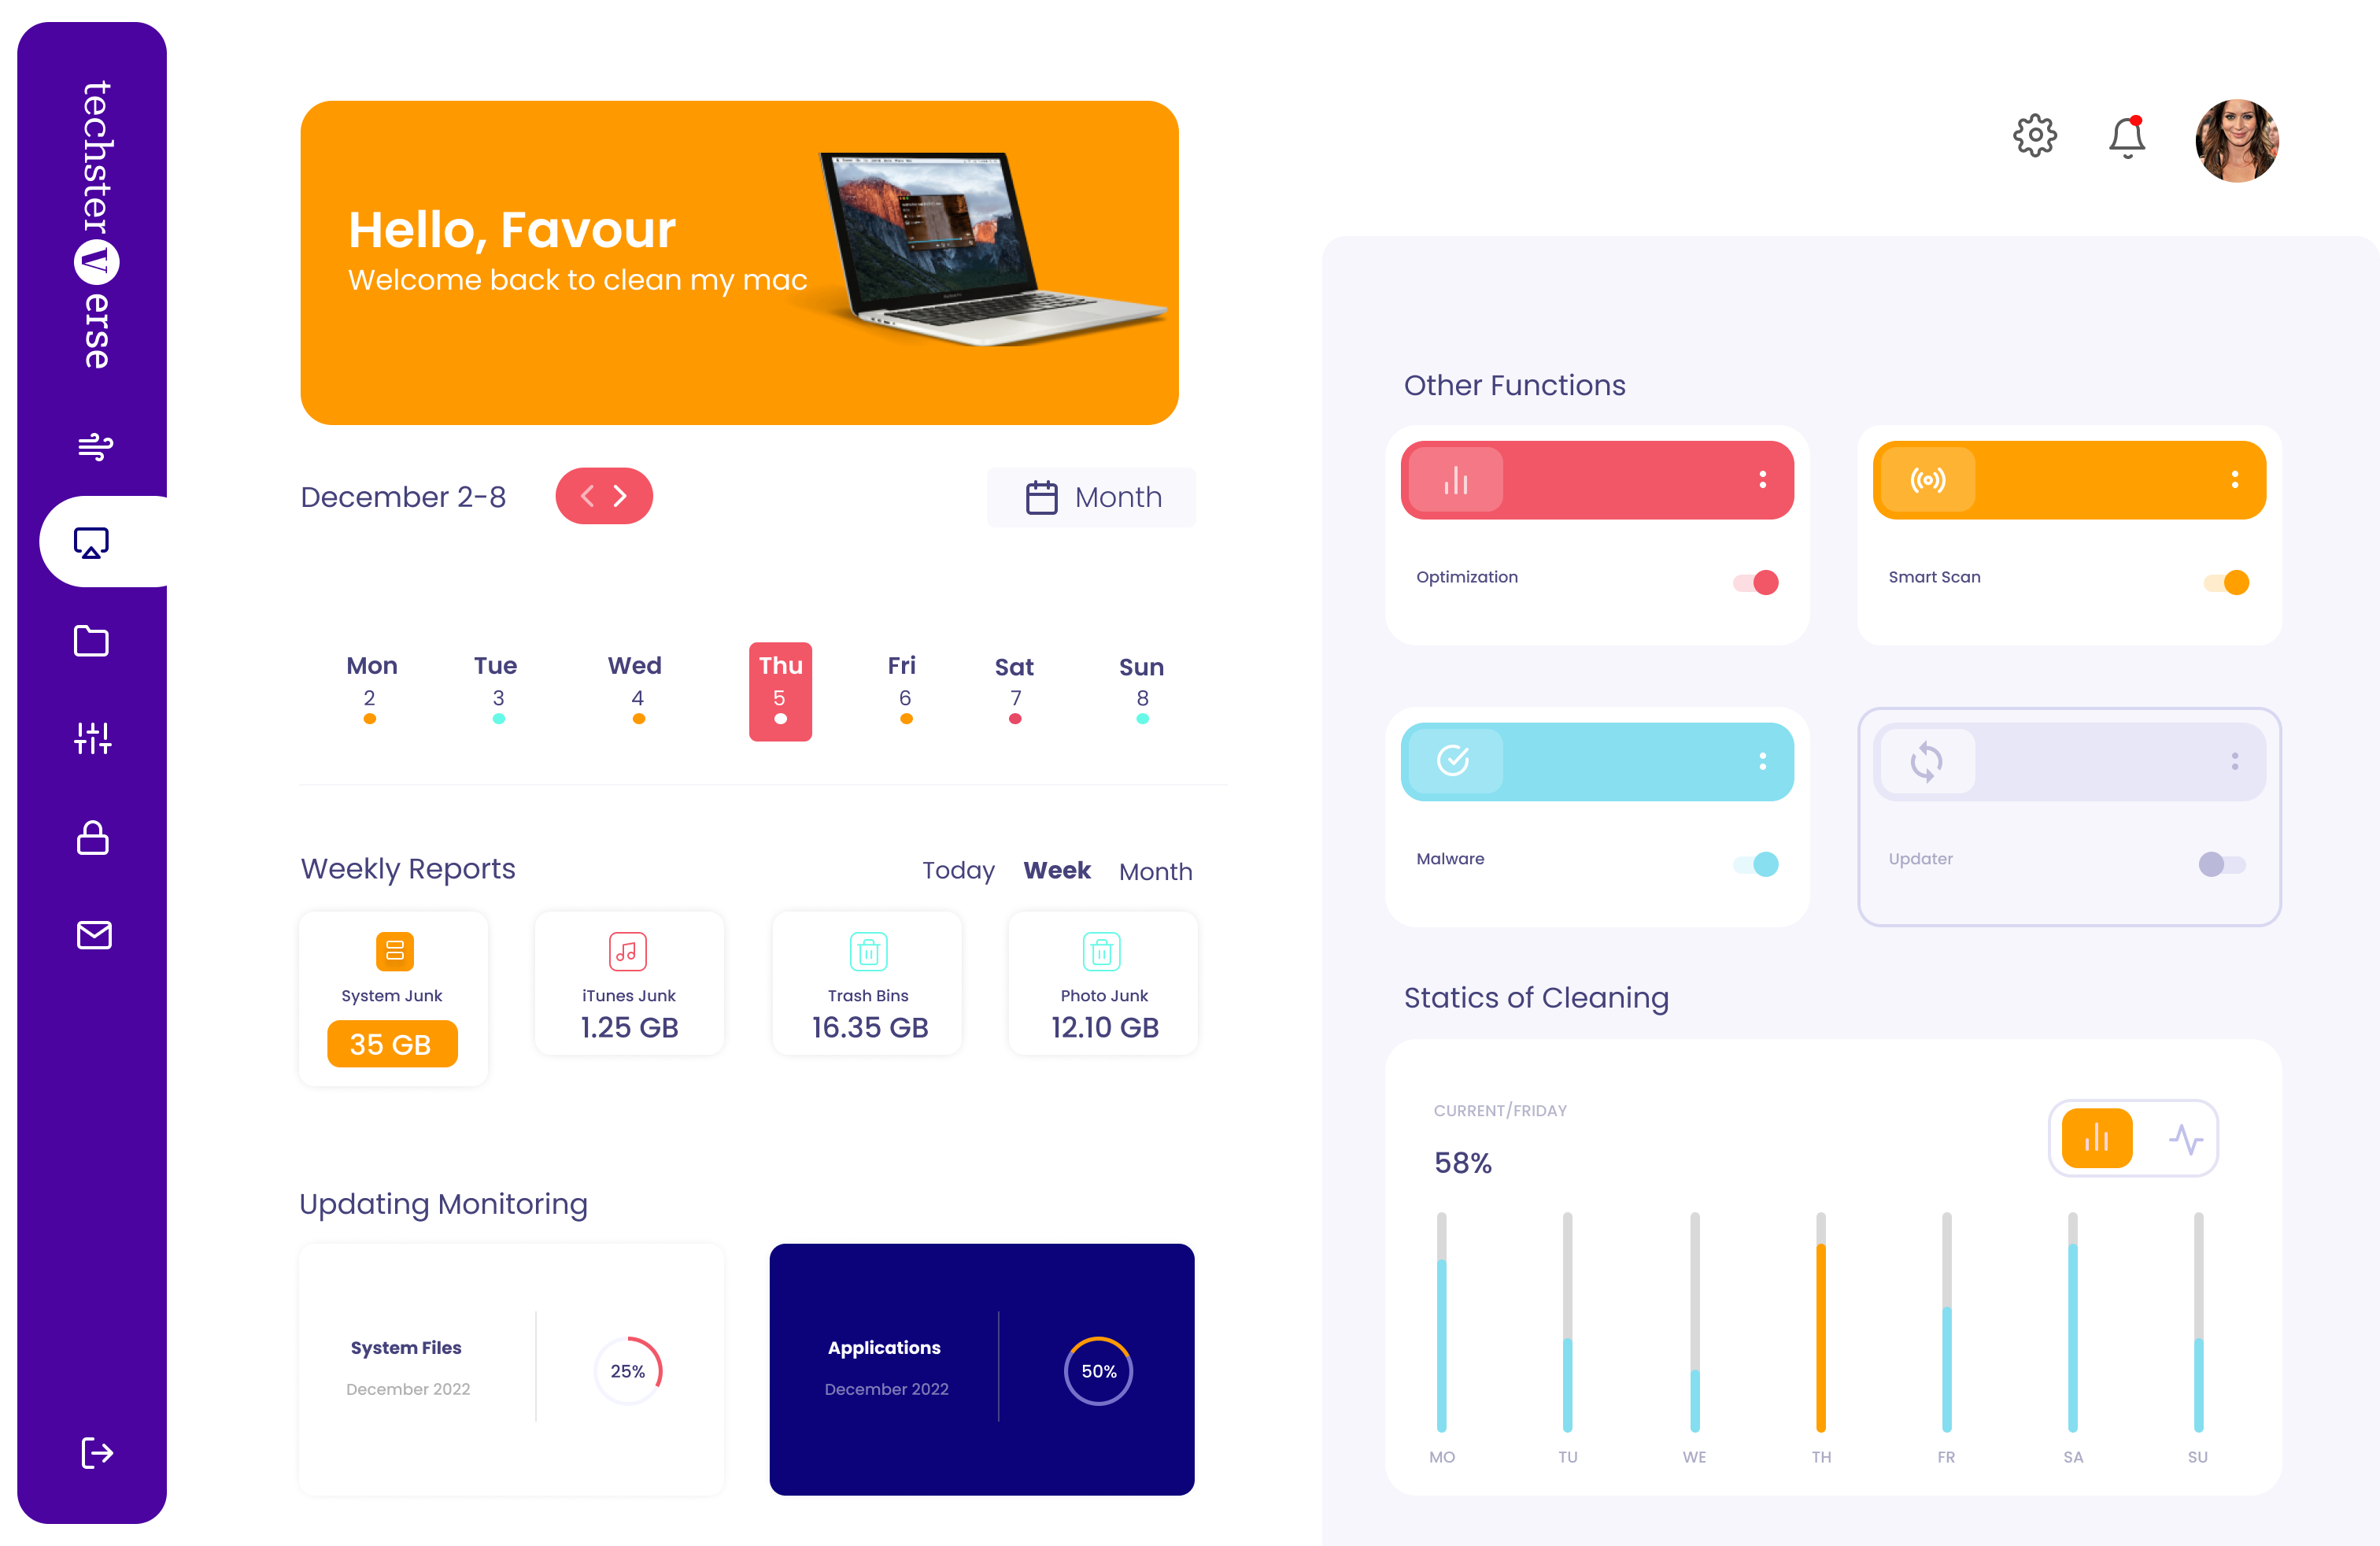 techster
V
erse
Hello, Favour
Welcome back to clean my mac
December 2-8
Month
Mon Tue Wed Thu Fri Sat Sun
2 3 4 5 6 7 8
Weekly Reports
Today Week Month
System Junk
35 GB
iTunes Junk
1.25 GB
Trash Bins
16.35 GB
Photo Junk
12.10 GB
Updating Monitoring
System Files
December 2022
25%
Applications
December 2022
50%
Other Functions
Optimization
Smart Scan
Malware
Updater
Statics of Cleaning
CURRENT/FRIDAY
58%
MO TU WE TH FR SA SU